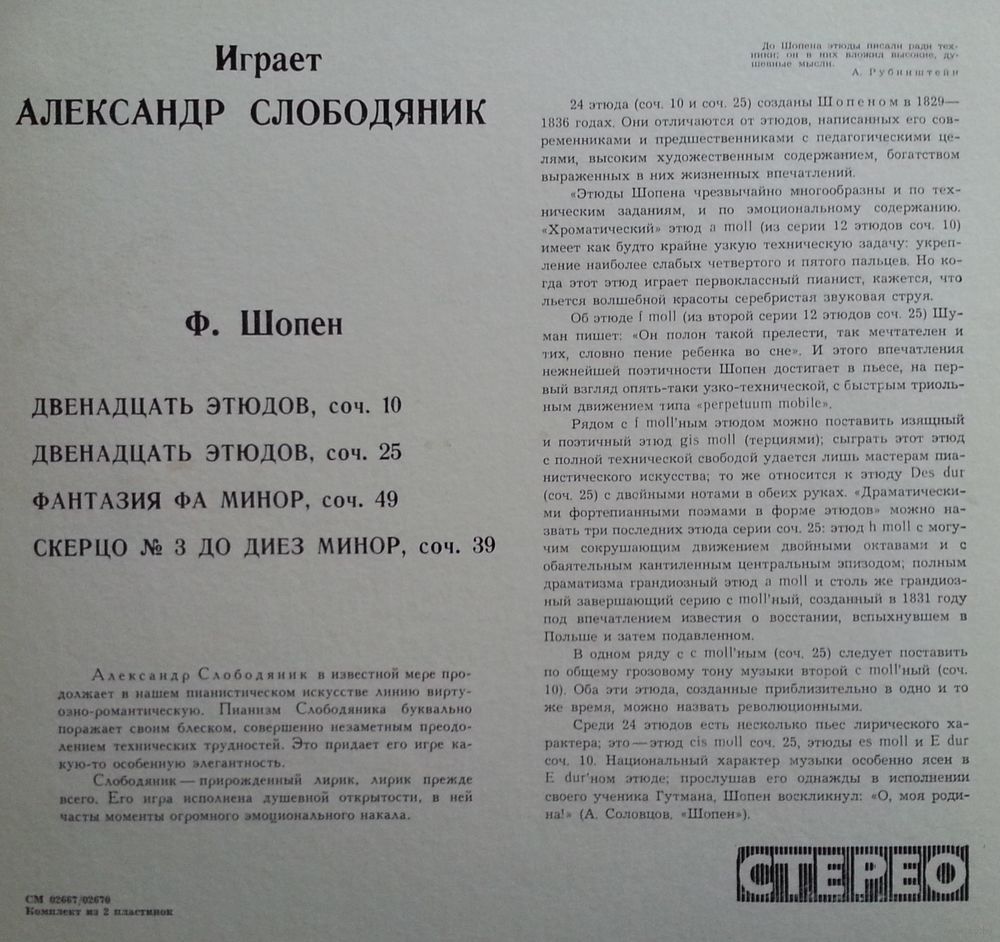 Играет
АЛЕКСАНДР СЛОБОДЯНИК
Ф. Шопен
ДВЕНАДЦАТЬ ЭТЮДОВ, соч. 10
ДВЕНАДЦАТЬ ЭТЮДОВ, соч. 25
ФАНТАЗИЯ ФА МИНОР, соч. 49
СКЕРЦО № 3 ДО ДИЕЗ МИНОР, соч. 39
Александр Слободяник в известной мере про-
должает в нашем пианистическом искусстве линию вирту-
озно-романтическую. Пианизм Слободяника буквально
поражает своим блеском, совершенно незаметным преодо-
лением технических трудностей. Это придает его игре ка-
кую-то особенную элегантность.
Слободяник — прирожденный лирик, лирик прежде
всего. Его игра исполнена душевной открытости, в ней
часты моменты огромного эмоционального накала.
СМ 02667/02670
Комплект из 2 пластинок
До Шопена этюды писали ради тех-
ники; он в них вложил высокие, ду-
шевные мысли.
А. Рубинштейн
24 этюда (соч. 10 и соч. 25) созданы Шопеном в 1829—
1836 годах. Они отличаются от этюдов, написанных его сов-
ременниками и предшественниками с педагогическими це-
лями, высоким художественным содержанием, богатством
выраженных в них жизненных впечатлений.
«Этюды Шопена чрезвычайно многообразны и по тех-
ническим заданиям, и по эмоциональному содержанию.
«Хроматический» этюд a moll (из серии 12 этюдов соч. 10)
имеет как будто крайне узкую техническую задачу: укреп-
ление наиболее слабых четвертого и пятого пальцев. Но ко-
гда этот этюд играет первоклассный пианист, кажется, что
льется волшебной красоты серебристая звуковая струя.
Об этюде f moll (из второй серии 12 этюдов соч. 25) Шу-
ман пишет: «Он полон такой прелести, так мечтателен и
тих, словно пение ребенка во сне». И этого впечатления
нежнейшей поэтичности Шопен достигает в пьесе, на пер-
вый взгляд опять-таки узко-технической, с быстрым триоль-
ным движением типа «perpetuum mobile».
Рядом с f moll'ным этюдом можно поставить изящный
и поэтичный этюд gis moll (терциями); сыграть этот этюд
с полной технической свободой удается лишь мастерам пиа-
нистического искусства; то же относится к этюду Des dur
(соч. 25) с двойными нотами в обеих руках. «Драматически-
ми фортепианными поэмами в форме этюдов» можно на-
звать три последних этюда серии соч. 25: этюд h moll с могу-
чим сокрушающим движением двойными октавами и с
обаятельным кантиленным центральным эпизодом; полным
драматизма грандиозный этюд a moll и столь же грандиоз-
ный завершающий серию c moll'ный, созданный в 1831 году
под впечатлением известия о восстании, вспыхнувшем в
Польше и затем подавленном.
В одном ряду с c moll'ным (соч. 25) следует поставить
по общему грозовому тону музыки второй c moll'ный (соч.
10). Оба эти этюда, созданные приблизительно в одно и то
же время, можно назвать революционными.
Среди 24 этюдов есть несколько пьес лирического ха-
рактера; это — этюд cis moll соч. 25, этюды es moll и E dur
соч. 10. Национальный характер музыки особенно ясен в
E dur'ном этюде; прослушав его однажды в исполнении
своего ученика Гутмана, Шопен воскликнул: «О, моя роди-
на!» (А. Соловцов, «Шопен»).
СТЕРЕО